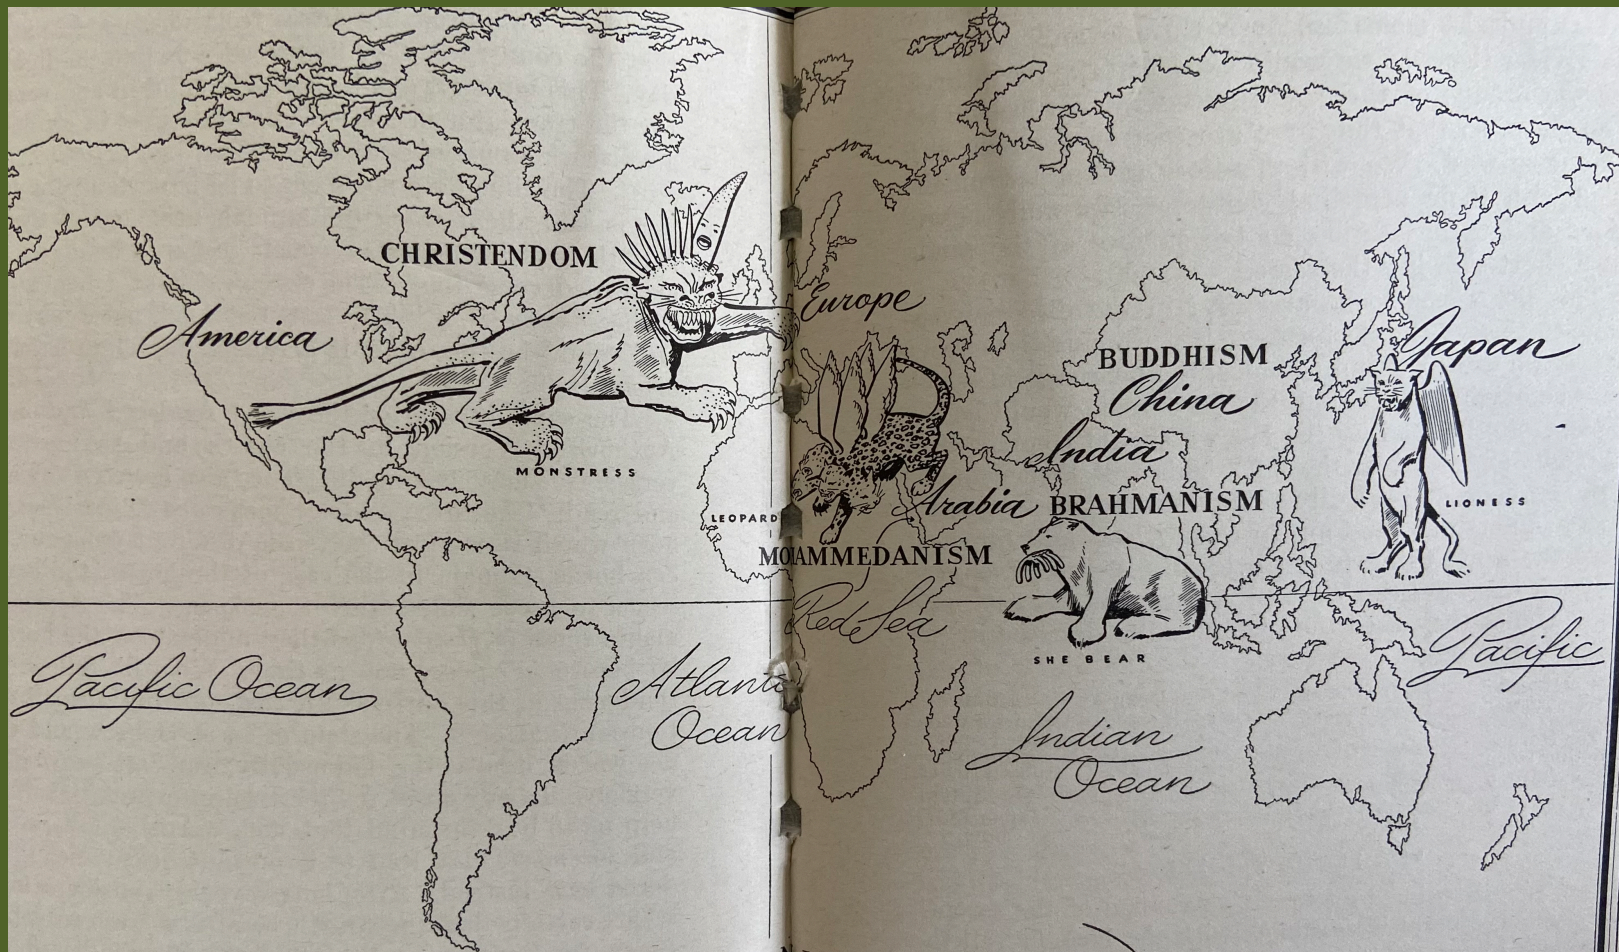 CHRISTENDOM
America
MONSTRESS
Europe
BUDDHISM
China
Japan
India
Arabia
BRAHMANISM
LIONESS
LEOPARD
MOHAMMEDANISM
Red Sea
SHE BEAR
Pacific Ocean
Atlantic
Ocean
Indian
Ocean
Pacific